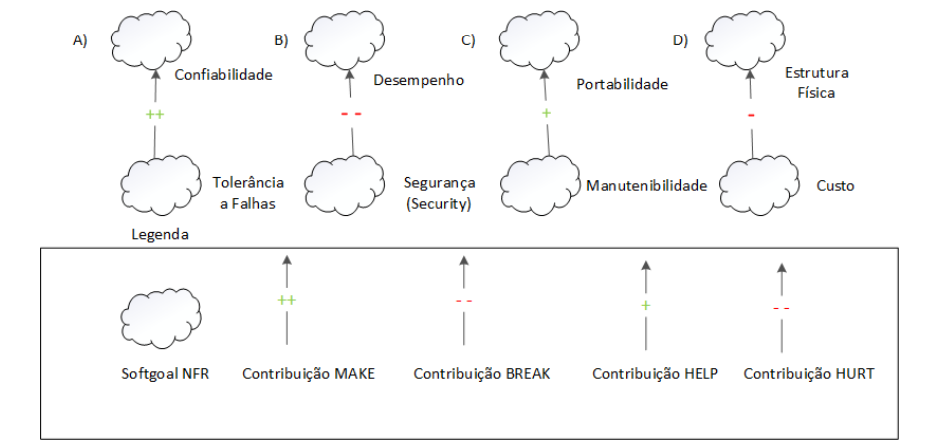 A) B) C) D)
Confiabilidade Desempenho Portabilidade Estrutura
Física
++ - - + -
Tolerância
a Falhas
Segurança
(Security)
Manutenibilidade Custo
Legenda
++ - - + - -
Softgoal NFR Contribuição MAKE Contribuição BREAK Contribuição HELP Contribuição HURT